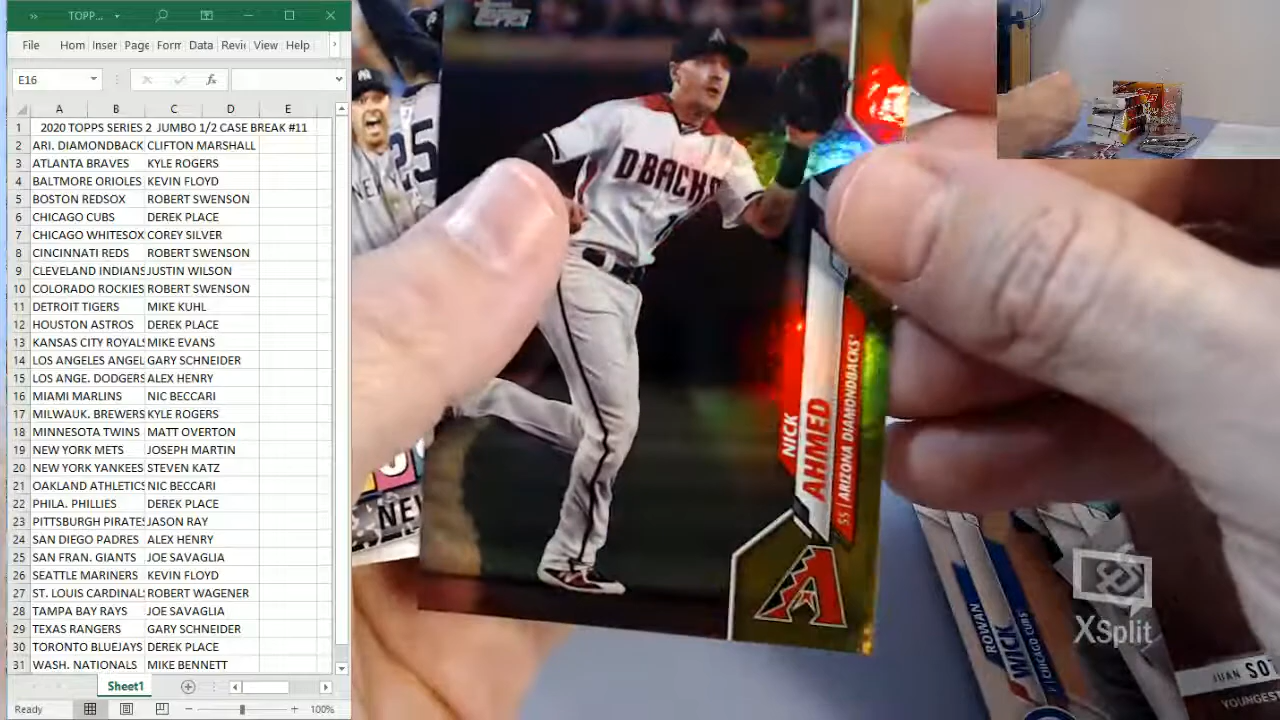 TOPP...
File Hom Inser Page Form Data Revi View Help
E16
fx
A B C D E
1 2020 TOPPS SERIES 2 JUMBO 1/2 CASE BREAK #11
2 ARI. DIAMONDBACK CLIFTON MARSHALL
3 ATLANTA BRAVES KYLE ROGERS
4 BALTMORE ORIOLES KEVIN FLOYD
5 BOSTON REDSOX ROBERT SWENSON
6 CHICAGO CUBS DEREK PLACE
7 CHICAGO WHITESOX COREY SILVER
8 CINCINNATI REDS ROBERT SWENSON
9 CLEVELAND INDIANS JUSTIN WILSON
10 COLORADO ROCKIES ROBERT SWENSON
11 DETROIT TIGERS MIKE KUHL
12 HOUSTON ASTROS DEREK PLACE
13 KANSAS CITY ROYAL MIKE EVANS
14 LOS ANGELES ANGEL GARY SCHNEIDER
15 LOS ANGE. DODGERS ALEX HENRY
16 MIAMI MARLINS NIC BECCARI
17 MILWAUK. BREWERS KYLE ROGERS
18 MINNESOTA TWINS MATT OVERTON
19 NEW YORK METS JOSEPH MARTIN
20 NEW YORK YANKEES STEVEN KATZ
21 OAKLAND ATHLETICS NIC BECCARI
22 PHILA. PHILLIES DEREK PLACE
23 PITTSBURGH PIRATE JASON RAY
24 SAN DIEGO PADRES ALEX HENRY
25 SAN FRAN. GIANTS JOE SAVAGLIA
26 SEATTLE MARINERS KEVIN FLOYD
27 ST. LOUIS CARDINAL ROBERT WAGENER
28 TAMPA BAY RAYS JOE SAVAGLIA
29 TEXAS RANGERS GARY SCHNEIDER
30 TORONTO BLUEJAYS DEREK PLACE
31 WASH. NATIONALS MIKE BENNETT
Sheet1
Ready
100%
TOPPS
25
NEW
DBACKS
NICK
AHMED
SS | ARIZONA DIAMONDBACKS
A
NEW
ROWAN
WICK
CHICAGO CUBS
JUAN SO
YOUNGEST
XSplit